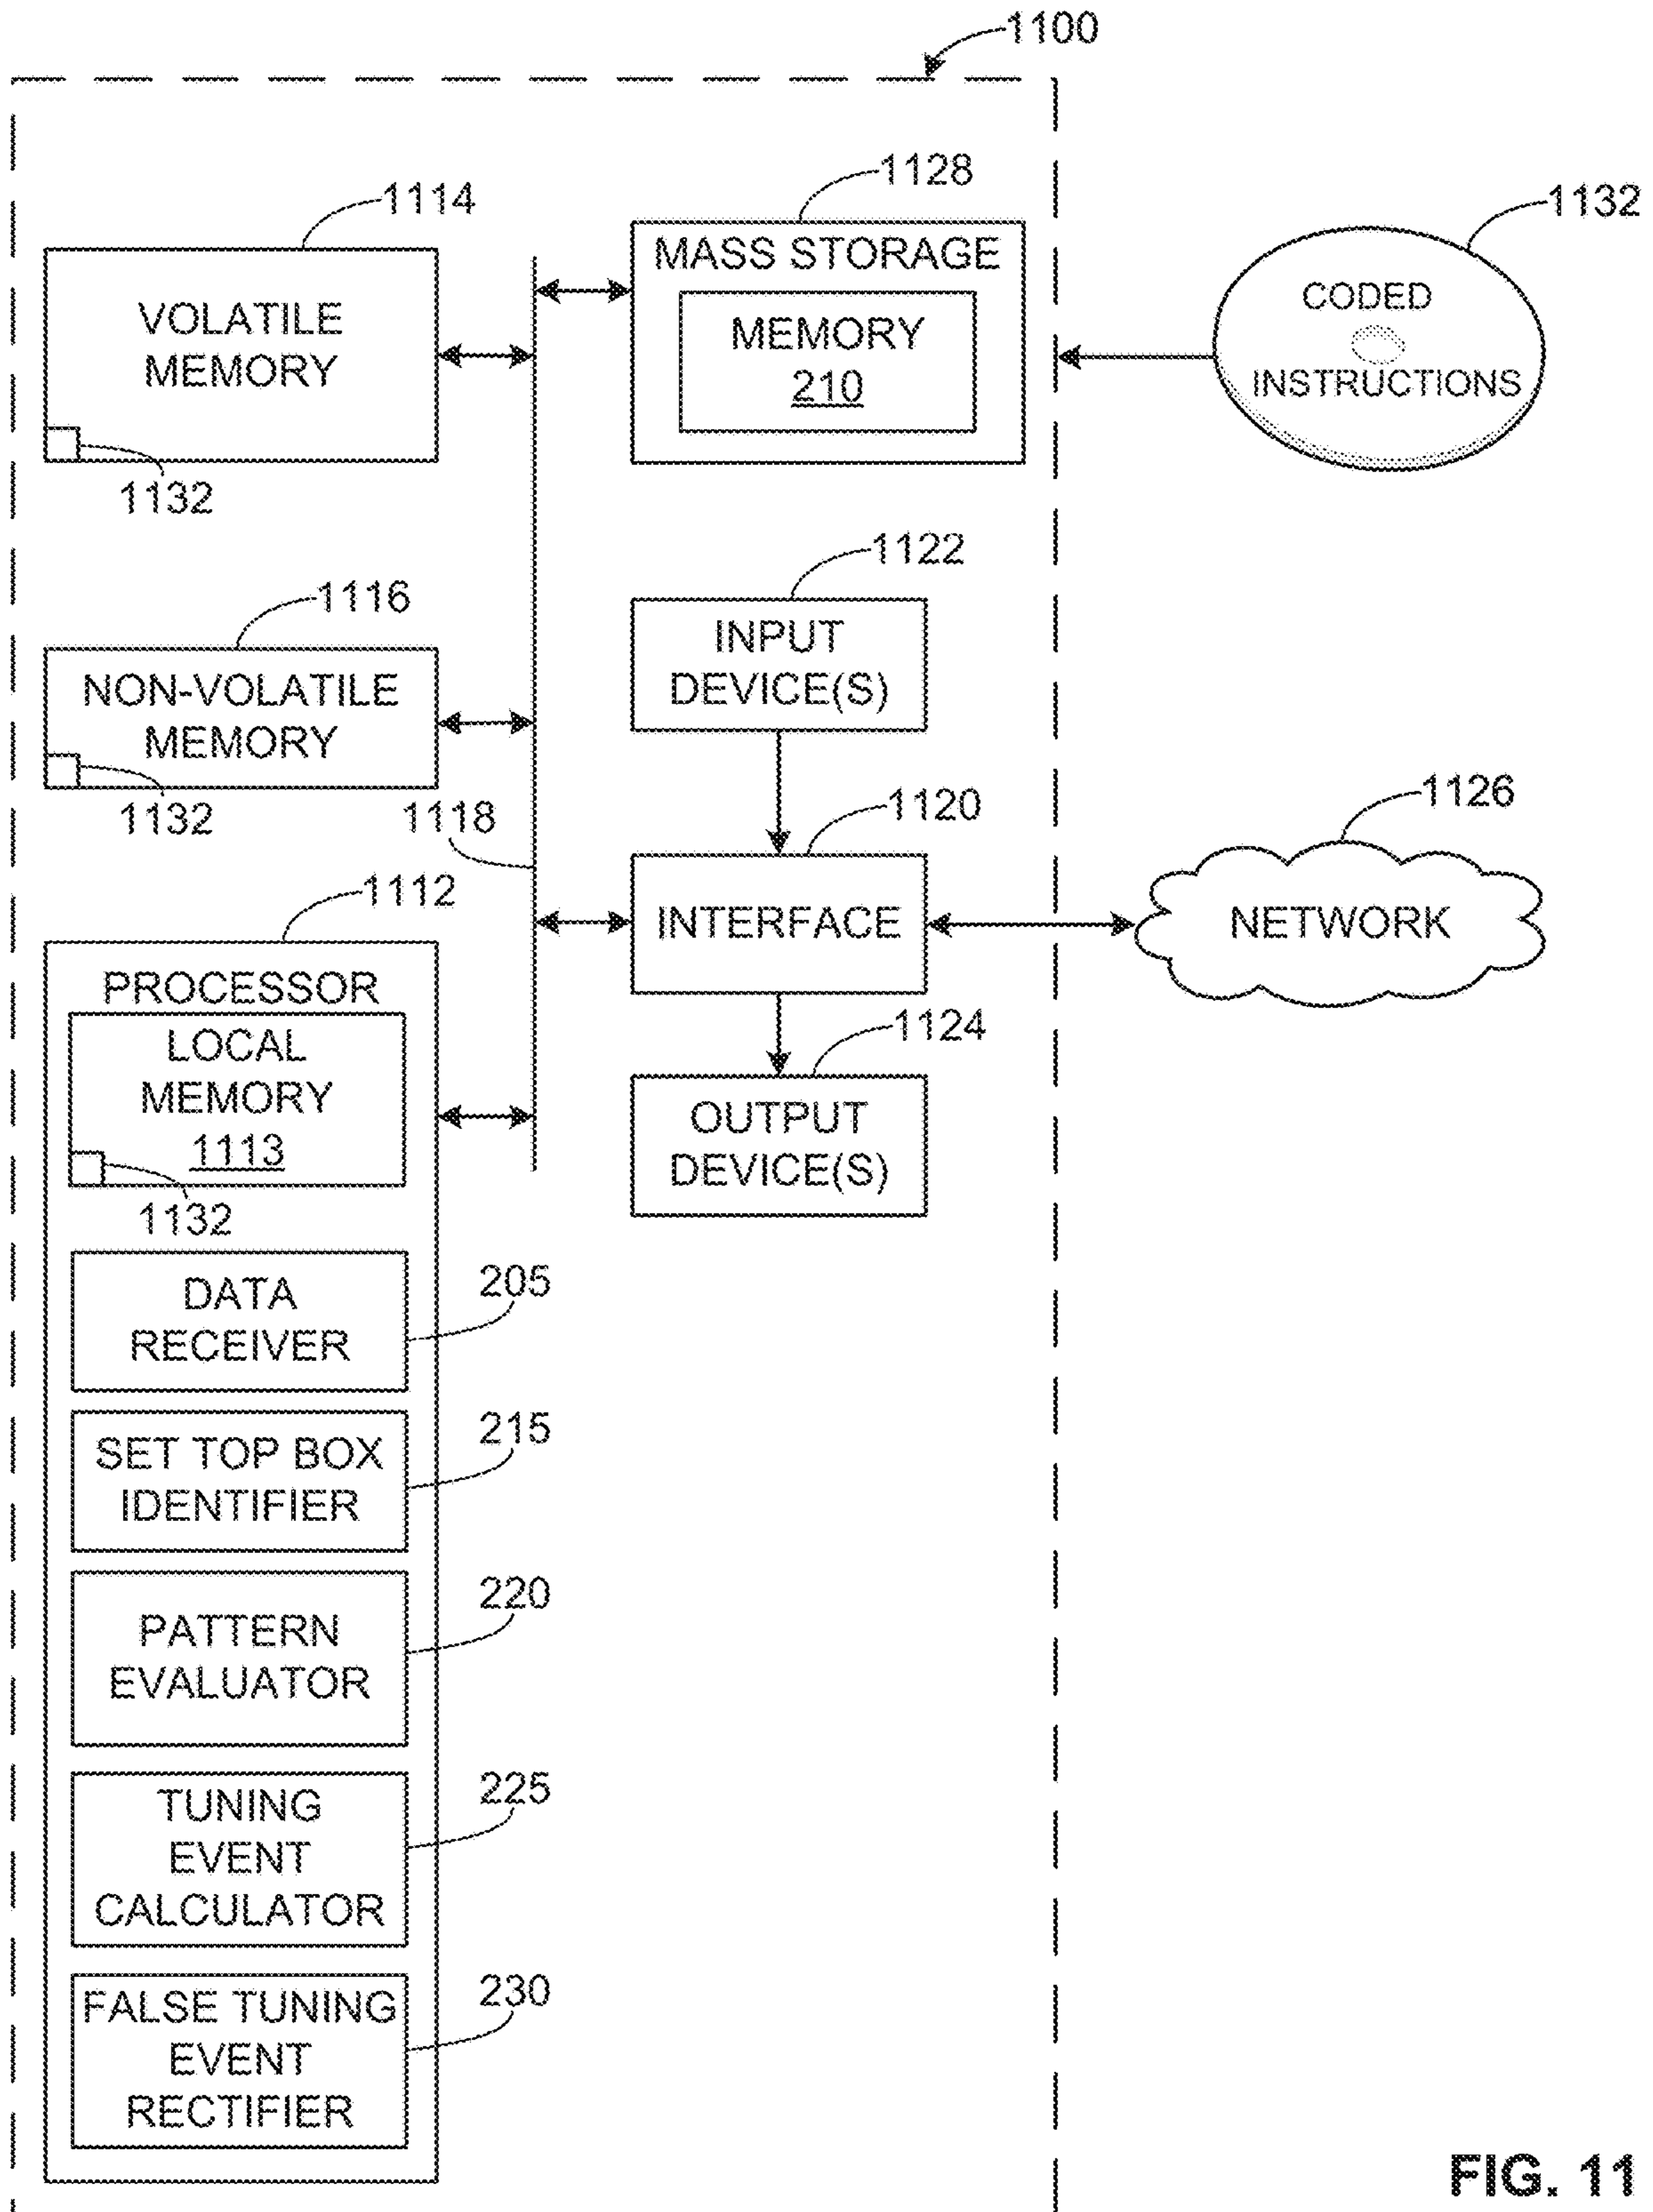 1100
1114
VOLATILE
MEMORY
1132
1128
MASS STORAGE
MEMORY
210
1132
CODED
INSTRUCTIONS
1116
NON-VOLATILE
MEMORY
1132
1118
1122
INPUT
DEVICE(S)
1120
INTERFACE
1126
NETWORK
1124
OUTPUT
DEVICE(S)
1112
PROCESSOR
LOCAL
MEMORY
1113
1132
DATA
RECEIVER
205
SET TOP BOX
IDENTIFIER
215
PATTERN
EVALUATOR
220
TUNING
EVENT
CALCULATOR
225
FALSE TUNING
EVENT
RECTIFIER
230
FIG. 11